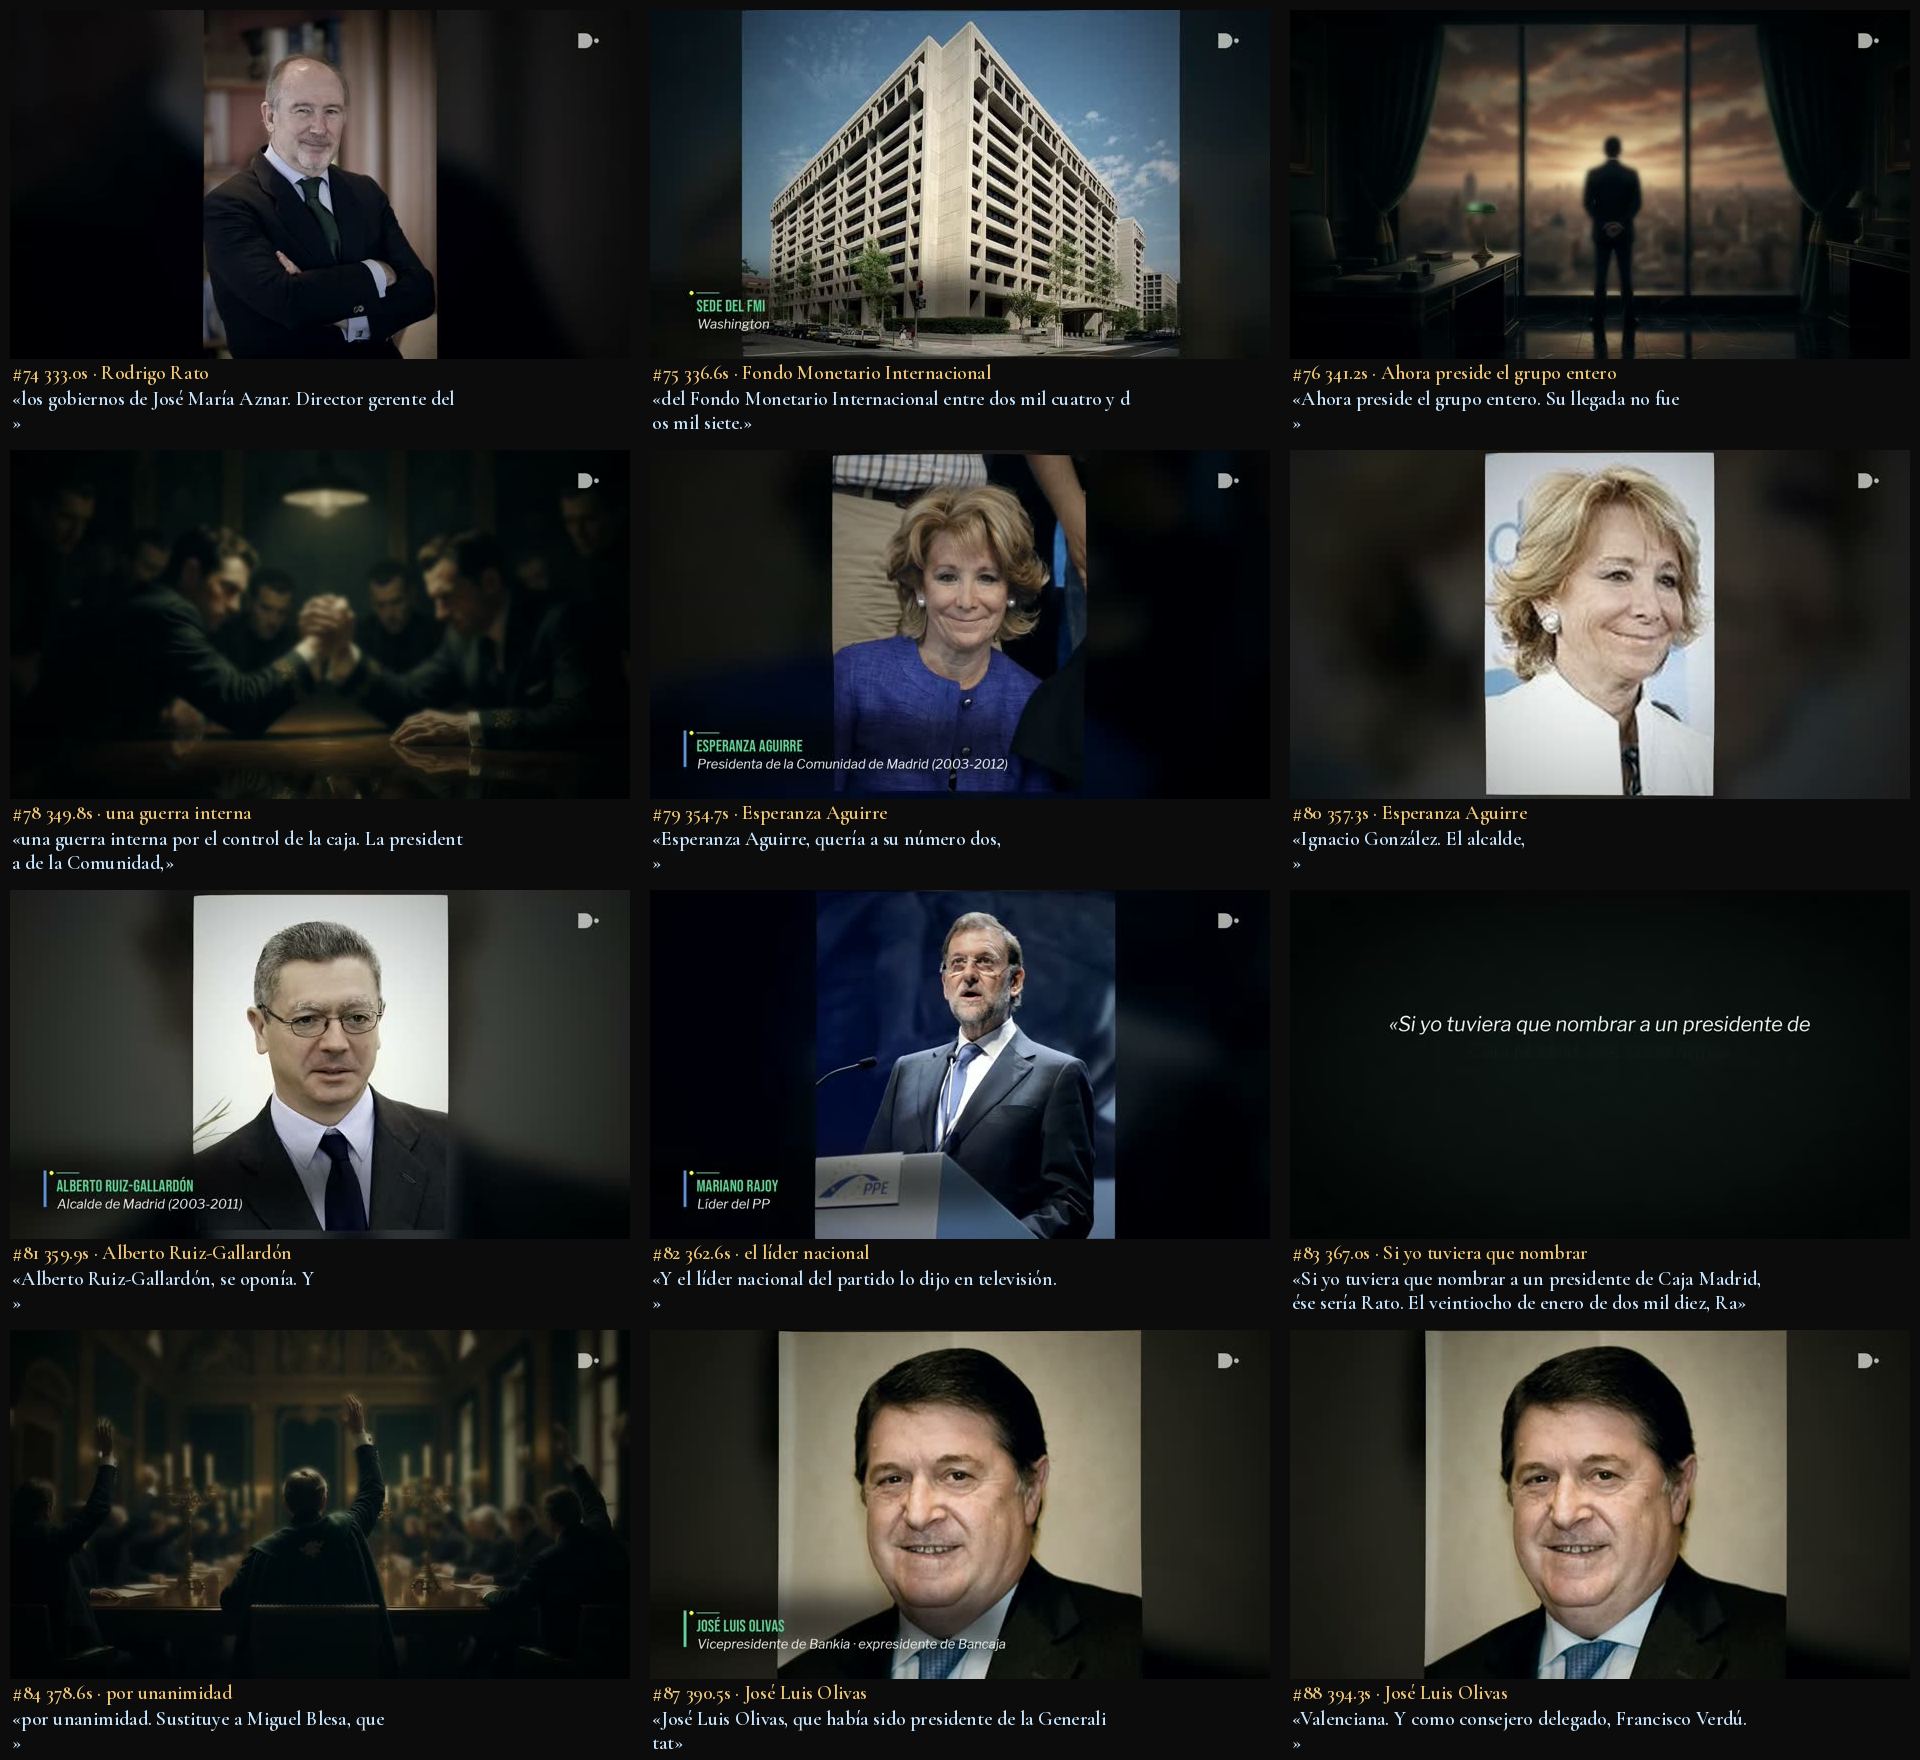 SEDE DEL FMI
Washington
#74 333.0s · Rodrigo Rato
«los gobiernos de José María Aznar. Director gerente del
»
#75 336.6s · Fondo Monetario Internacional
«del Fondo Monetario Internacional entre dos mil cuatro y d
os mil siete.»
#76 341.2s · Ahora preside el grupo entero
«Ahora preside el grupo entero. Su llegada no fue
»
ESPERANZA AGUIRRE
Presidenta de la Comunidad de Madrid (2003-2012)
#78 349.8s · una guerra interna
«una guerra interna por el control de la caja. La president
a de la Comunidad,»
#79 354.7s · Esperanza Aguirre
«Esperanza Aguirre, quería a su número dos,
»
#80 357.3s · Esperanza Aguirre
«Ignacio González. El alcalde,
»
ALBERTO RUIZ-GALLARDÓN
Alcalde de Madrid (2003-2011)
PPE
MARIANO RAJOY
Líder del PP
«Si yo tuviera que nombrar a un presidente de
#81 359.9s · Alberto Ruiz-Gallardón
«Alberto Ruiz-Gallardón, se oponía. Y
»
#82 362.6s · el líder nacional
«Y el líder nacional del partido lo dijo en televisión.
»
#83 367.0s · Si yo tuviera que nombrar
«Si yo tuviera que nombrar a un presidente de Caja Madrid,
ése sería Rato. El veintiocho de enero de dos mil diez, Ra»
JOSÉ LUIS OLIVAS
Vicepresidente de Bankia · expresidente de Bancaja
#84 378.6s · por unanimidad
«por unanimidad. Sustituye a Miguel Blesa, que
»
#87 390.5s · José Luis Olivas
«José Luis Olivas, que había sido presidente de la Generali
tat»
#88 394.3s · José Luis Olivas
«Valenciana. Y como consejero delegado, Francisco Verdú.
»